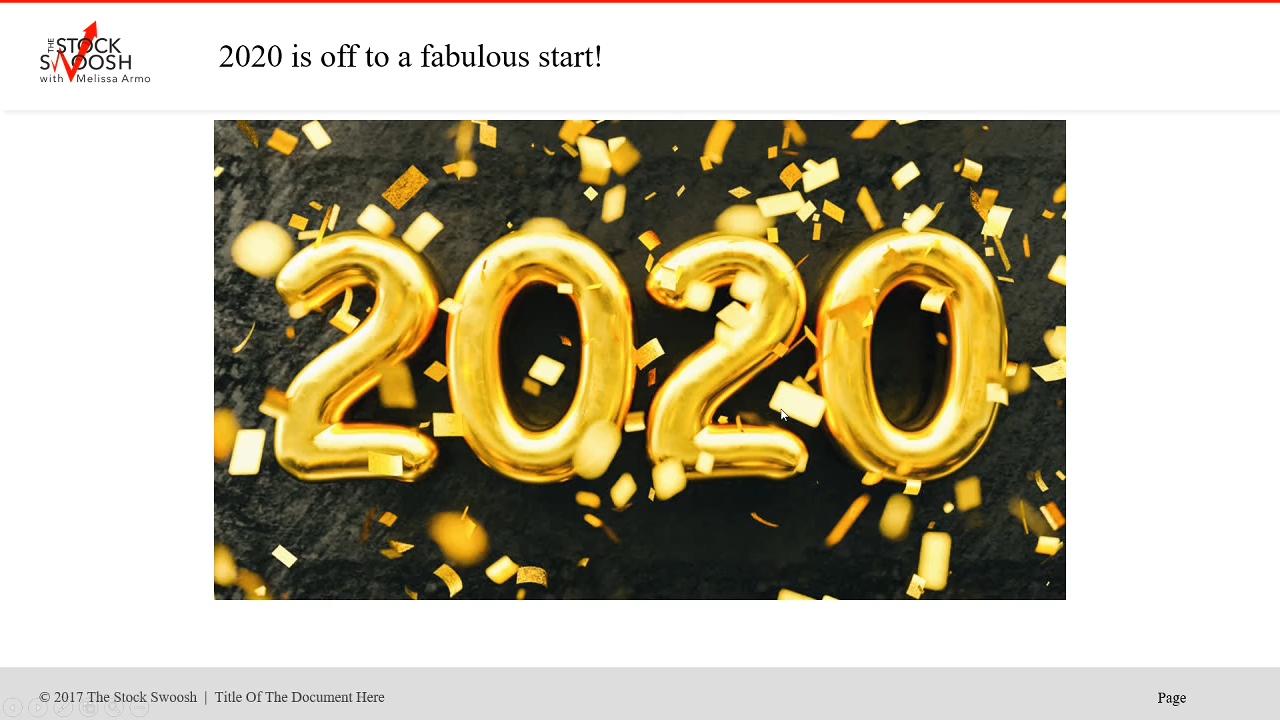 THE STOCK
SWOOSH
with Melissa Armo
2020 is off to a fabulous start!
2020
© 2017 The Stock Swoosh | Title Of The Document Here
Page